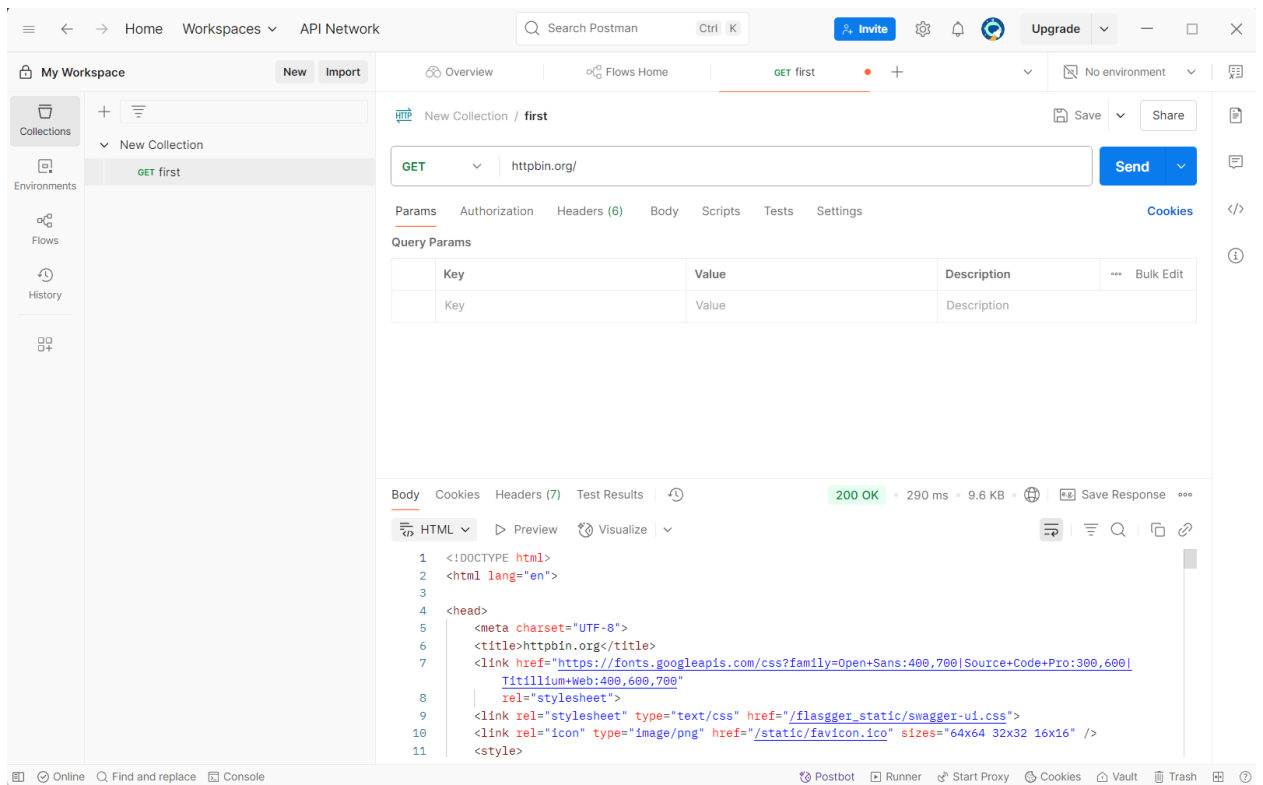 Home Workspaces API Network Search Postman Ctrl K Invite Upgrade
My Workspace New Import Overview Flows Home GET first + No environment
Collections
Environments
Flows
History
New Collection
GET first
HTTP New Collection / first Save Share
GET httpbin.org/ Send
Params Authorization Headers (6) Body Scripts Tests Settings Cookies
Query Params
Key Value Description Bulk Edit
Key Value Description
Body Cookies Headers (7) Test Results 200 OK 290 ms 9.6 KB e.g. Save Response
HTML Preview Visualize
1 <!DOCTYPE html>
2 <html lang="en">
3
4 <head>
5 <meta charset="UTF-8">
6 <title>httpbin.org</title>
7 <link href="https://fonts.googleapis.com/css?family=Open+Sans:400,700|Source+Code+Pro:300,600|
Titillium+Web:400,600,700"
8 rel="stylesheet">
9 <link rel="stylesheet" type="text/css" href="/flasgger_static/swagger-ui.css">
10 <link rel="icon" type="image/png" href="/static/favicon.ico" sizes="64x64 32x32 16x16" />
11 <style>
Online Find and replace Console Postbot Runner Start Proxy Cookies Vault Trash